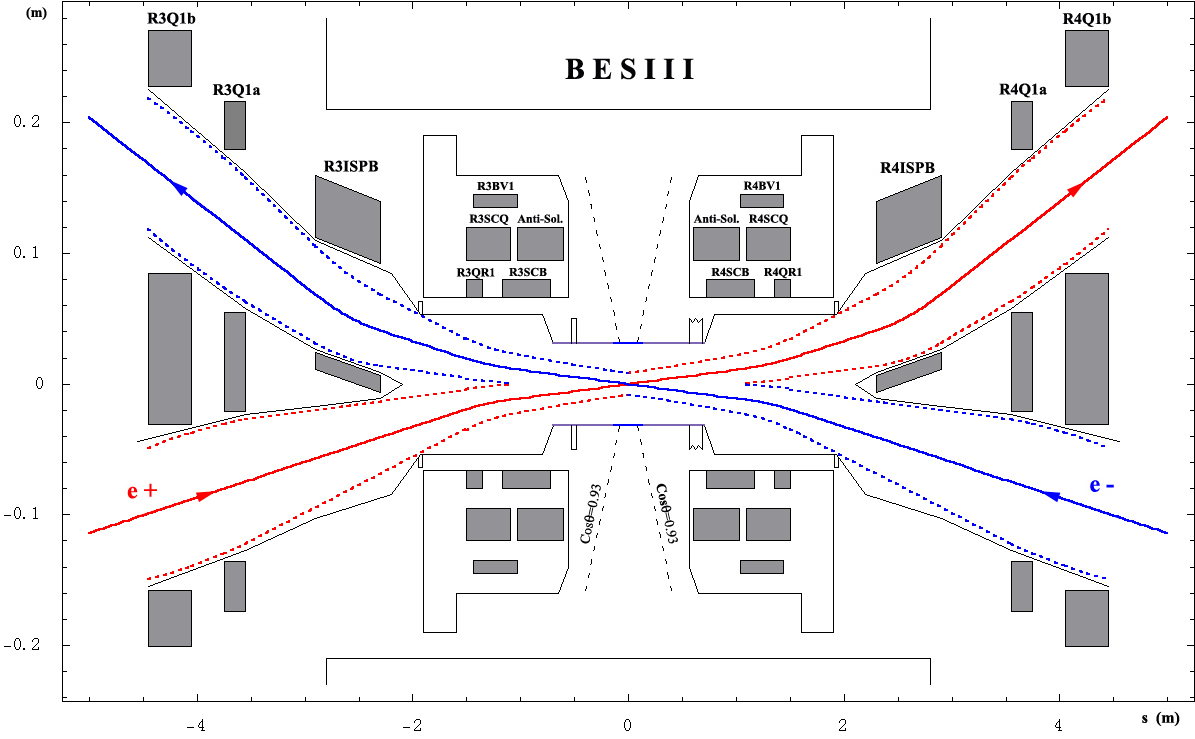 (m)
R3Q1b
R4Q1b
B E S I I I
R3Q1a
R4Q1a
0.2
R3ISPB
R4ISPB
R3BV1
R4BV1
R3SCQ
Anti-Sol.
Anti-Sol.
R4SCQ
0.1
R3QR1
R3SCB
R4SCB
R4QR1
0
e +
e -
-0.1
Cosθ=0.93
Cosθ=0.93
-0.2
-4
-2
0
2
4
s (m)